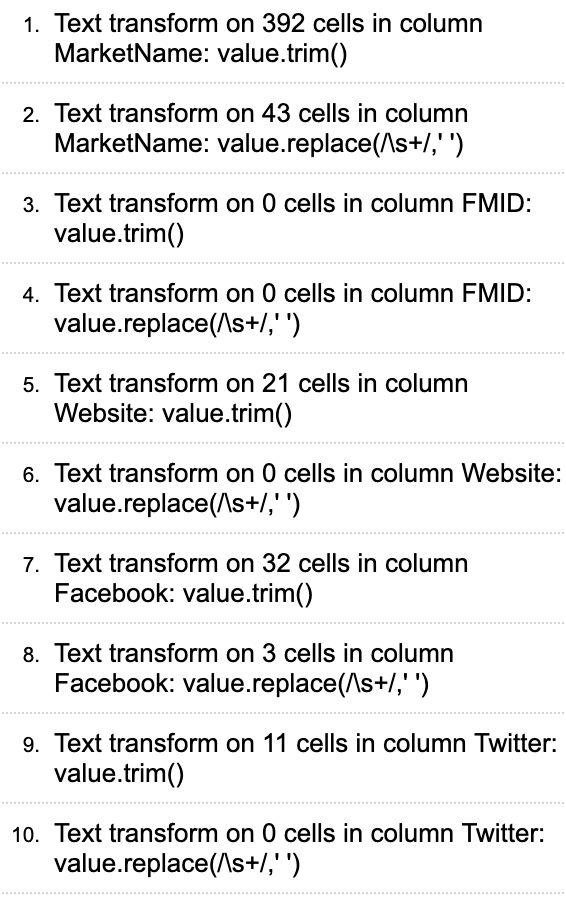 1. Text transform on 392 cells in column
MarketName: value.trim()
2. Text transform on 43 cells in column
MarketName: value.replace(/\s+/,' ')
3. Text transform on 0 cells in column FMID:
value.trim()
4. Text transform on 0 cells in column FMID:
value.replace(/\s+/,' ')
5. Text transform on 21 cells in column
Website: value.trim()
6. Text transform on 0 cells in column Website:
value.replace(/\s+/,' ')
7. Text transform on 32 cells in column
Facebook: value.trim()
8. Text transform on 3 cells in column
Facebook: value.replace(/\s+/,' ')
9. Text transform on 11 cells in column Twitter:
value.trim()
10. Text transform on 0 cells in column Twitter:
value.replace(/\s+/,' ')